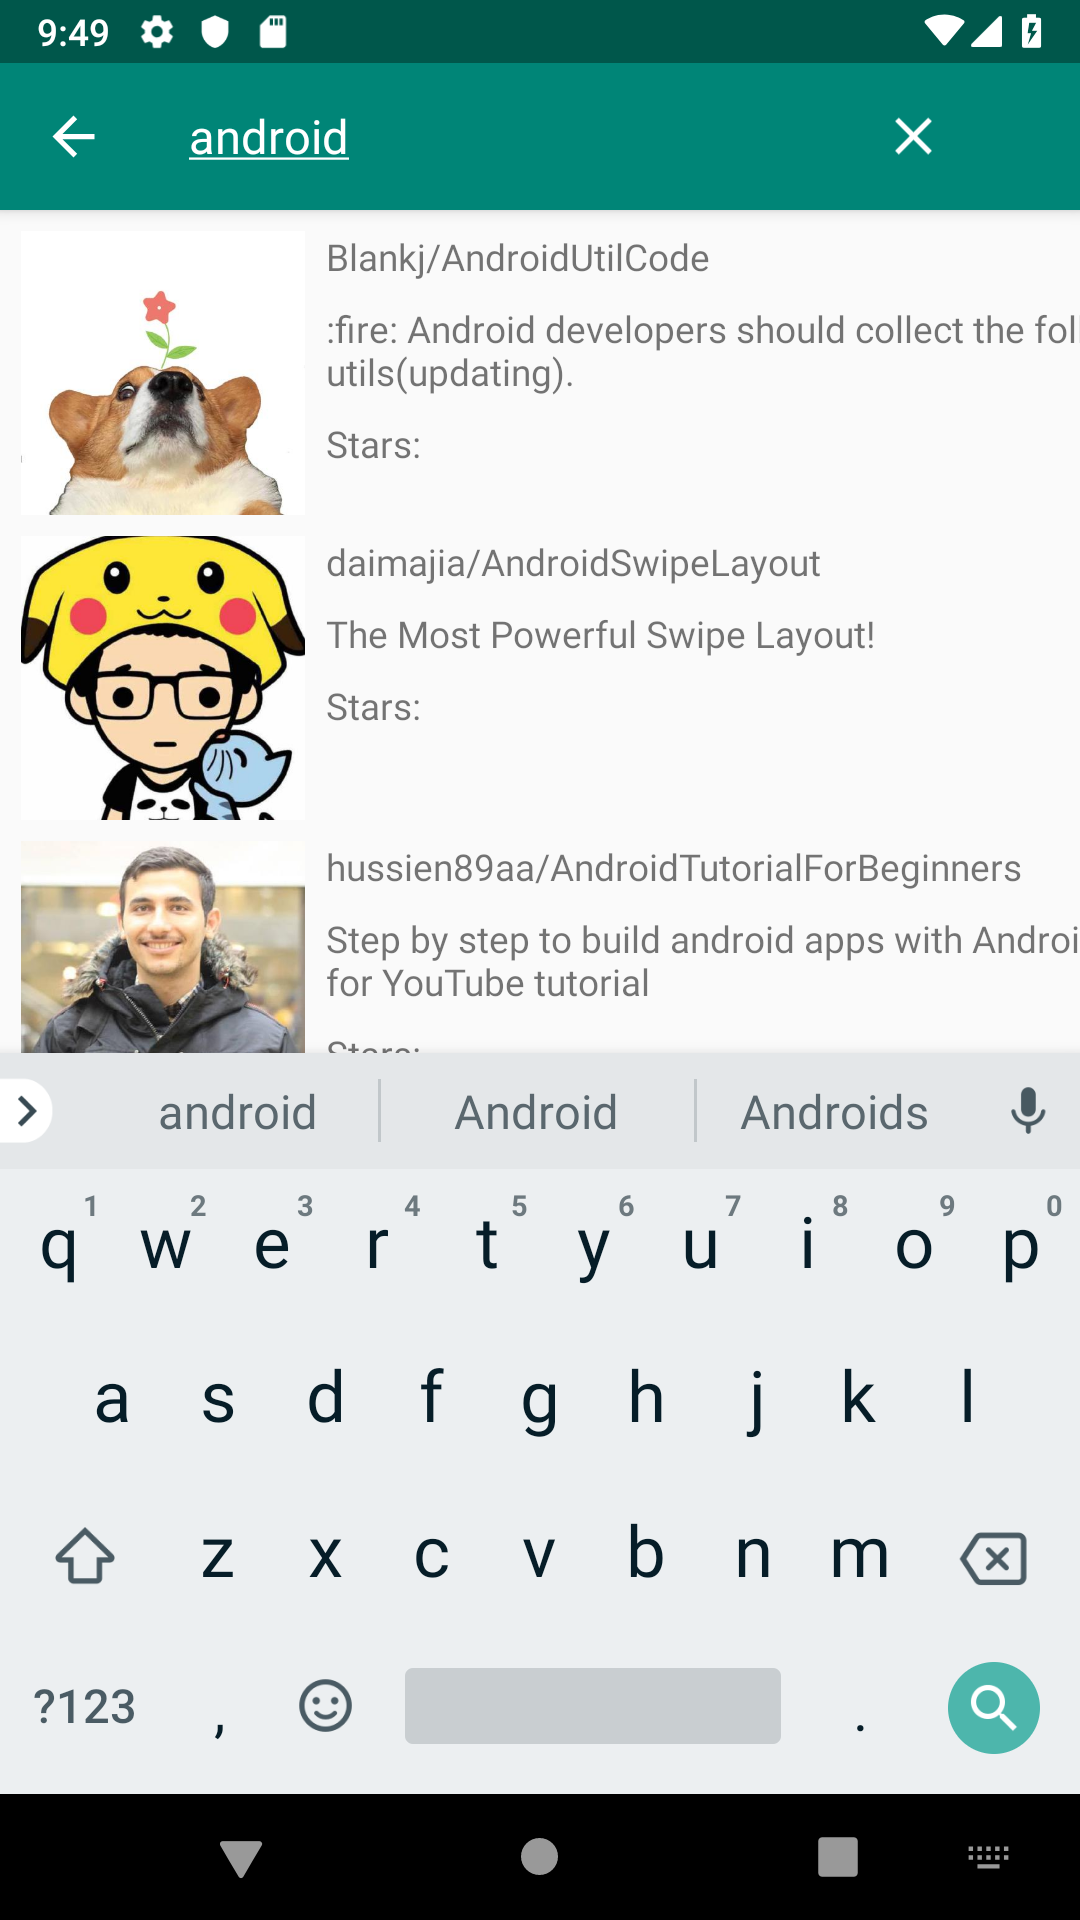 9:49
android
Blankj/AndroidUtilCode
:fire: Android developers should collect the fol
utils(updating).
Stars:
daimajia/AndroidSwipeLayout
The Most Powerful Swipe Layout!
Stars:
hussien89aa/AndroidTutorialForBeginners
Step by step to build android apps with Androi
for YouTube tutorial
Stars:
android Android Androids
1 2 3 4 5 6 7 8 9 0
q w e r t y u i o p
a s d f g h j k l
z x c v b n m
?123 , .